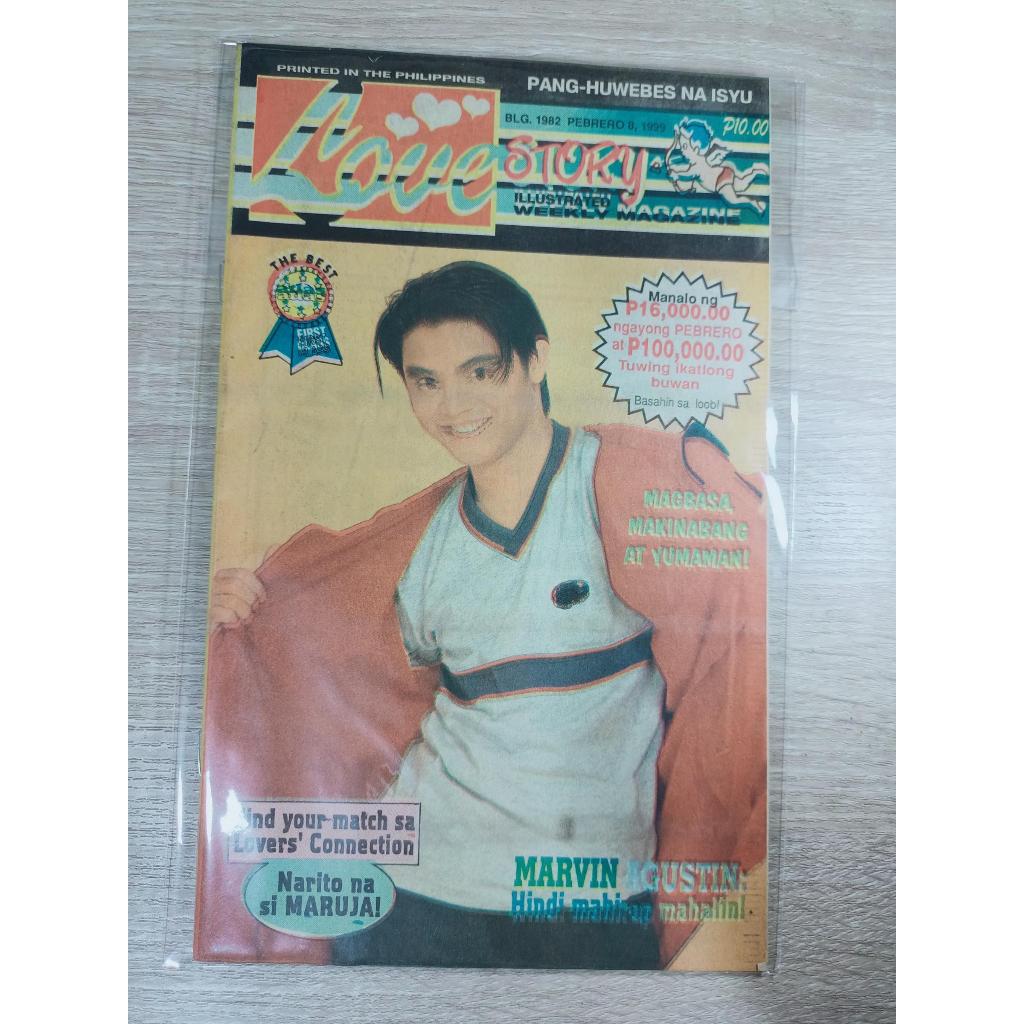 PRINTED IN THE PHILIPPINES
PANG-HUWEBES NA ISYU
BLG. 1982 PEBRERO 8, 1999
P10.00
Love
STORY
ILLUSTRATED
WEEKLY MAGAZINE
THE BEST
FIRST
CLASS
Manalo ng
P16,000.00
ngayong PEBRERO
at P100,000.00
Tuwing ikatlong
buwan
Basahin sa loob!
MAGBASA,
MAKINABANG
AT YUMAMAN!
Find your match sa
Lovers' Connection
Narito na
si MARUJA!
MARVIN AGUSTIN:
Hindi mahirap mahalin!